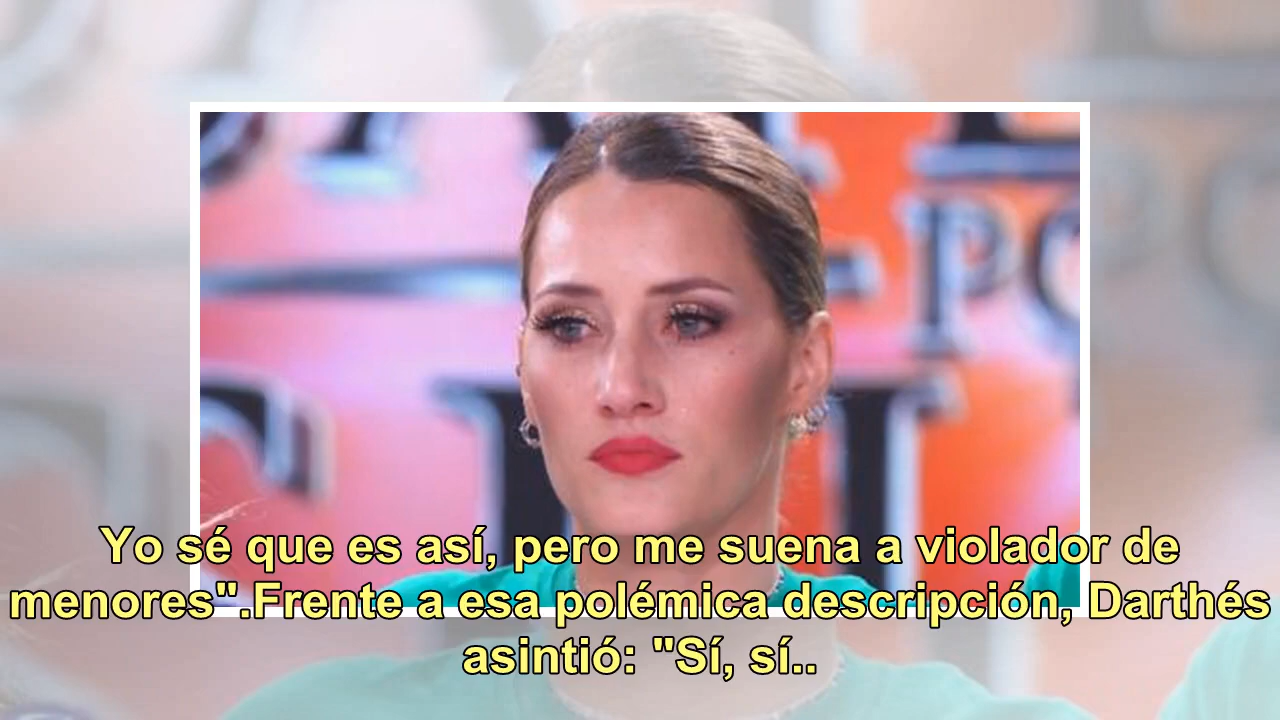 Yo sé que es así, pero me suena a violador de
menores".Frente a esa polémica descripción, Darthés
asintió: "Sí, sí..